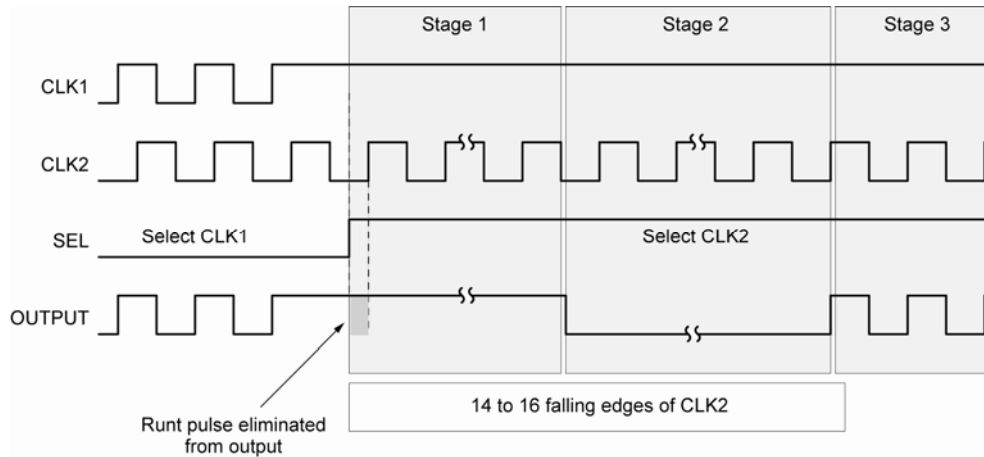 Stage 1
Stage 2
Stage 3
CLK1
CLK2
SEL
Select CLK1
Select CLK2
OUTPUT
14 to 16 falling edges of CLK2
Runt pulse eliminated
from output